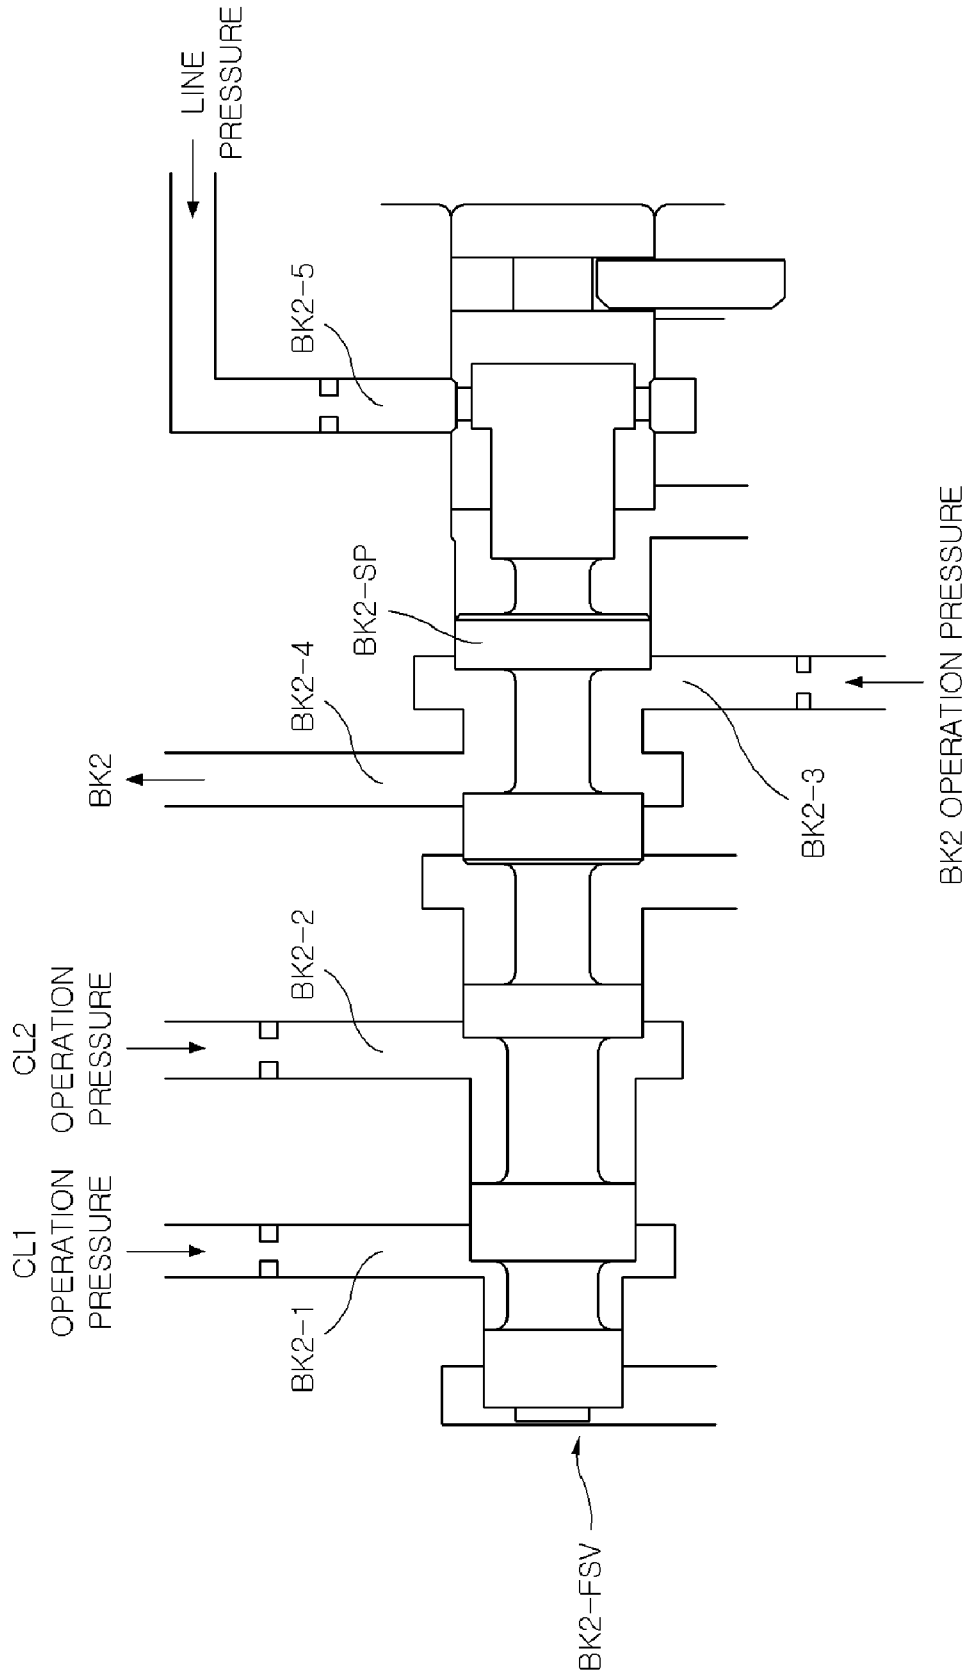 CL1
OPERATION
PRESSURE
CL2
OPERATION
PRESSURE
BK2
LINE
PRESSURE
BK2-1
BK2-2
BK2-4
BK2-SP
BK2-5
BK2-FSV
BK2-3
BK2 OPERATION PRESSURE